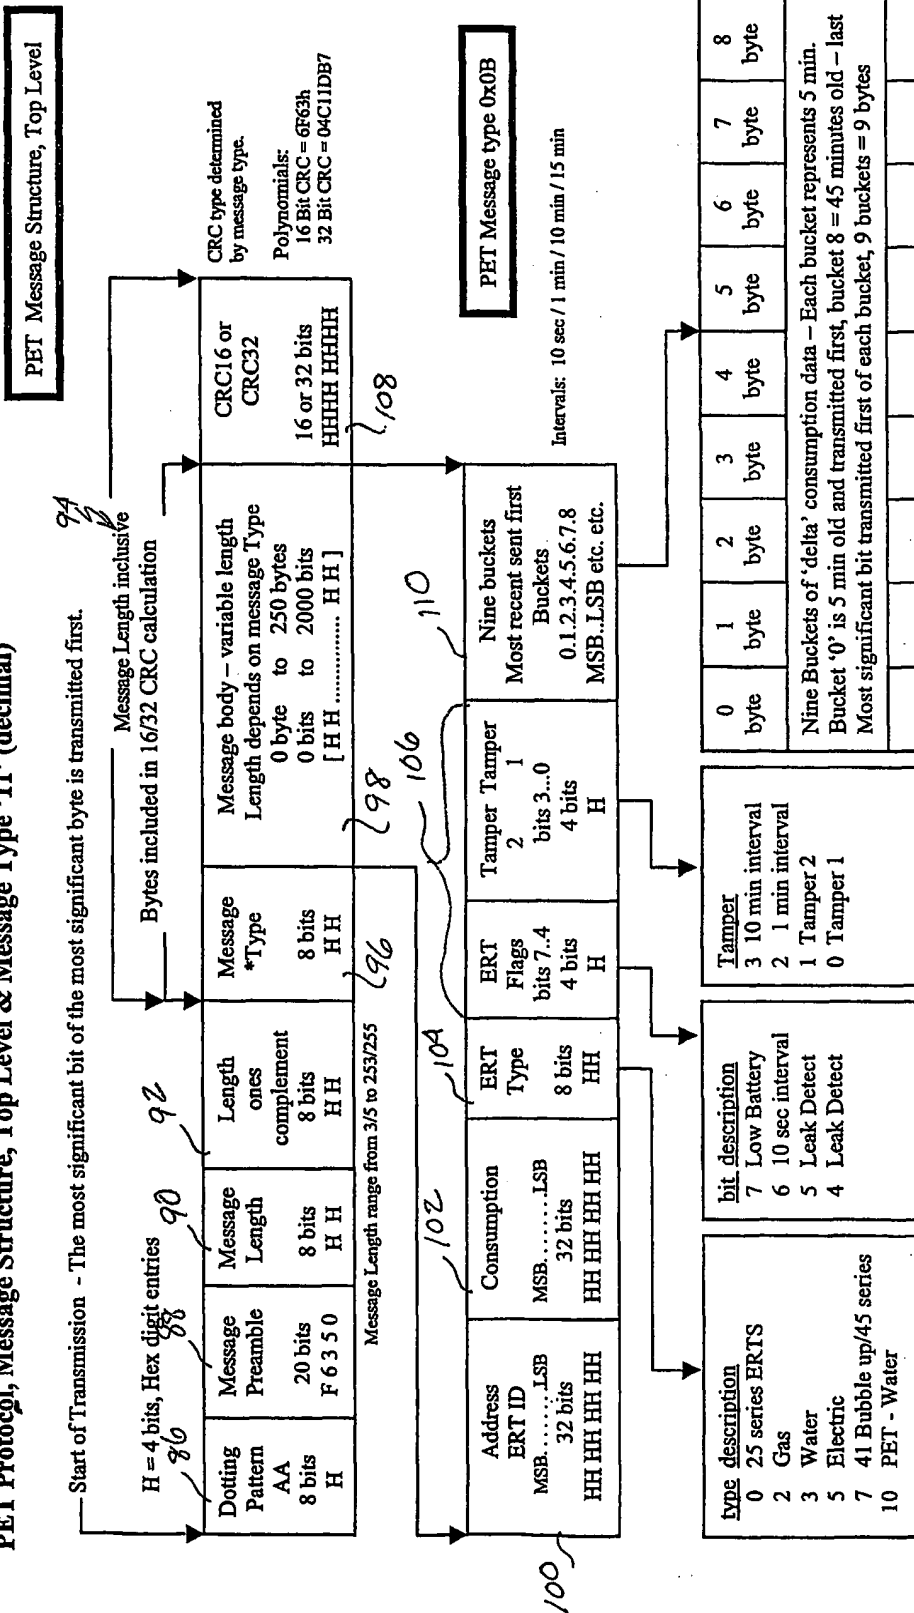 PET Protocol, Message Structure, Top Level & Message Type '11' (decimal)
PET Message Structure, Top Level
Start of Transmission - The most significant bit of the most significant byte is transmitted first.
94
Message Length inclusive
Bytes included in 16/32 CRC calculation
H = 4 bits, Hex digit entries
86
88
90
92
Dotting
Pattern
AA
8 bits
H
Message
Preamble
20 bits
F 6 3 5 0
Message
Length
8 bits
H H
Length
ones
complement
8 bits
H H
Message
*Type
8 bits
H H
Message body – variable length
Length depends on message Type
0 byte to 250 bytes
0 bits to 2000 bits
[ H H ............... H H ]
CRC16 or
CRC32
16 or 32 bits
HHHH HHHH
CRC type determined
by message type.
Polynomials:
16 Bit CRC = 6F63h
32 Bit CRC = 04C11DB7
Message Length range from 3/5 to 253/255
96
98
108
PET Message type 0x0B
Intervals: 10 sec / 1 min / 10 min / 15 min
100
102
104
106
110
Address
ERT ID
MSB........LSB
32 bits
HH HH HH HH
Consumption
MSB..........LSB
32 bits
HH HH HH HH
ERT
Type
8 bits
HH
ERT
Flags
bits 7..4
4 bits
H
Tamper Tamper
2 1
bits 3...0
4 bits
H
Nine buckets
Most recent sent first
Buckets
0.1.2.3.4.5.6.7.8
MSB..LSB etc. etc.
type description
0 25 series ERTS
2 Gas
3 Water
5 Electric
7 41 Bubble up/45 series
10 PET - Water
bit description
7 Low Battery
6 10 sec interval
5 Leak Detect
4 Leak Detect
Tamper
3 10 min interval
2 1 min interval
1 Tamper 2
0 Tamper 1
0 1 2 3 4 5 6 7 8
byte byte byte byte byte byte byte byte byte
Nine Buckets of 'delta' consumption data – Each bucket represents 5 min.
Bucket '0' is 5 min old and transmitted first, bucket 8 = 45 minutes old – last
Most significant bit transmitted first of each bucket, 9 buckets = 9 bytes